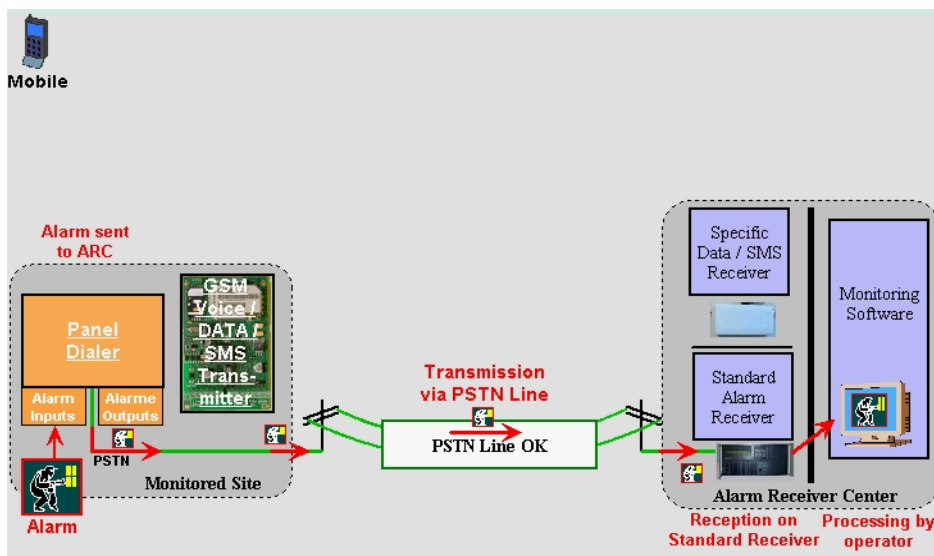 Mobile
Alarm sent
to ARC
Panel
Dialer
Alarm
Inputs
Alarme
Outputs
GSM
Voice /
DATA /
SMS
Trans-
mitter
PSTN
Alarm
Monitored Site
Transmission
via PSTN Line
PSTN Line OK
Specific
Data / SMS
Receiver
Standard
Alarm
Receiver
Monitoring
Software
Alarm Receiver Center
Reception on
Standard Receiver
Processing by
operator